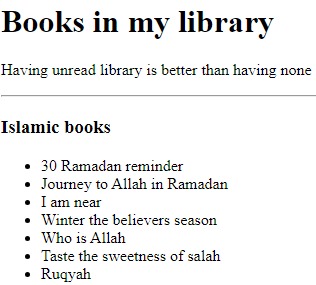 Books in my library
Having unread library is better than having none
Islamic books
30 Ramadan reminder
Journey to Allah in Ramadan
I am near
Winter the believers season
Who is Allah
Taste the sweetness of salah
Ruqyah